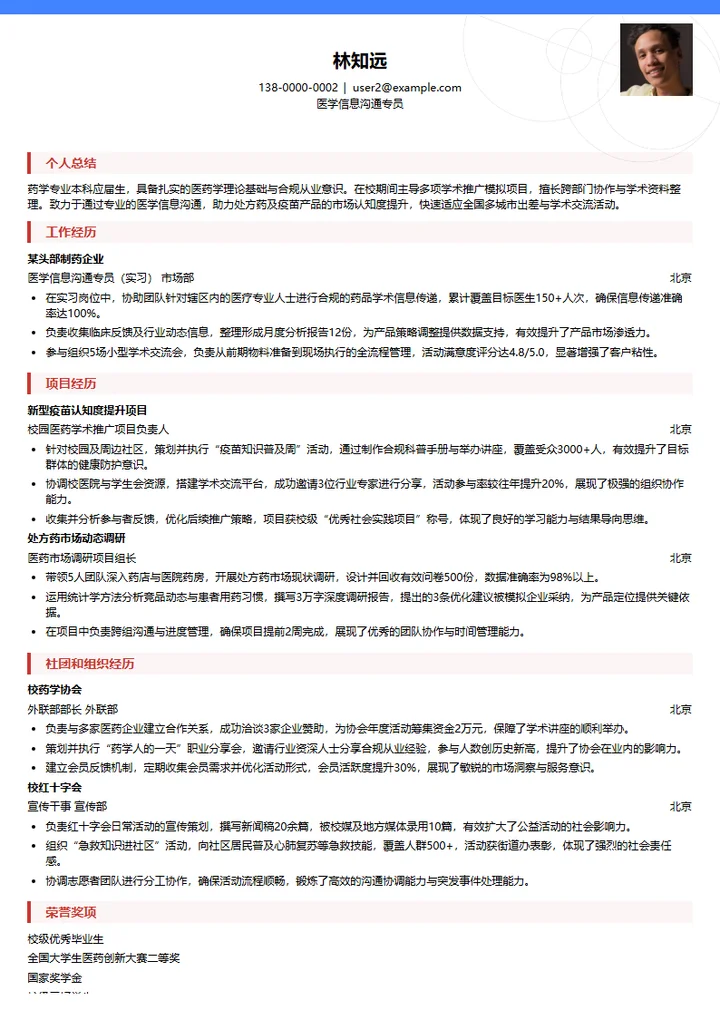 林知远
138-0000-0002 | user2@example.com
医学信息沟通专员
个人总结
药学专业本科应届生，具备扎实的医药学理论基础与合规从业意识。在校期间主导多项学术推广模拟项目，擅长跨部门协作与学术资料整
理。致力于通过专业的医学信息沟通，助力处方药及疫苗产品的市场认知度提升，快速适应全国多城市出差与学术交流活动。
工作经历
某头部制药企业
医学信息沟通专员（实习） 市场部 北京
• 在实习岗位中，协助团队针对辖区内的医疗专业人士进行合规的药品学术信息传递，累计覆盖目标医生150+人次，确保信息传递准确
率达100%。
• 负责收集临床反馈及行业动态信息，整理形成月度分析报告12份，为产品策略调整提供数据支持，有效提升了产品市场渗透力。
• 参与组织5场小型学术交流会，负责从前期物料准备到现场执行的全流程管理，活动满意度评分达4.8/5.0，显著增强了客户粘性。
项目经历
新型疫苗认知度提升项目
校园医药学术推广项目负责人 北京
• 针对校园及周边社区，策划并执行“疫苗知识普及周”活动，通过制作合规科普手册与举办讲座，覆盖受众3000+人，有效提升了目标
群体的健康防护意识。
• 协调校医院与学生会资源，搭建学术交流平台，成功邀请3位行业专家进行分享，活动参与率较往年提升20%，展现了极强的组织协作
能力。
• 收集并分析参与者反馈，优化后续推广策略，项目获校级“优秀社会实践项目”称号，体现了良好的学习能力与结果导向思维。
处方药市场动态调研
医药市场调研项目组长 北京
• 带领5人团队深入药店与医院药房，开展处方药市场现状调研，设计并回收有效问卷500份，数据准确率为98%以上。
• 运用统计学方法分析竞品动态与患者用药习惯，撰写3万字深度调研报告，提出的3条优化建议被模拟企业采纳，为产品定位提供关键依
据。
• 在项目中负责跨组沟通与进度管理，确保项目提前2周完成，展现了优秀的团队协作与时间管理能力。
社团和组织经历
校药学协会
外联部部长 外联部 北京
• 负责与多家医药企业建立合作关系，成功洽谈3家企业赞助，为协会年度活动筹集资金2万元，保障了学术讲座的顺利举办。
• 策划并执行“药学人的一天”职业分享会，邀请行业资深人士分享合规从业经验，参与人数创历史新高，提升了协会在业内的影响力。
• 建立会员反馈机制，定期收集会员需求并优化活动形式，会员活跃度提升30%，展现了敏锐的市场洞察与服务意识。
校红十字会
宣传干事 宣传部 北京
• 负责红十字会日常活动的宣传策划，撰写新闻稿20余篇，被校媒及地方媒体录用10篇，有效扩大了公益活动的社会影响力。
• 组织“急救知识进社区”活动，向社区居民普及心肺复苏等急救技能，覆盖人群500+，活动获街道办表彰，体现了强烈的社会责任
感。
• 协调志愿者团队进行分工协作，确保活动流程顺畅，锻炼了高效的沟通协调能力与突发事件处理能力。
荣誉奖项
校级优秀毕业生
全国大学生医药创新大赛二等奖
国家奖学金